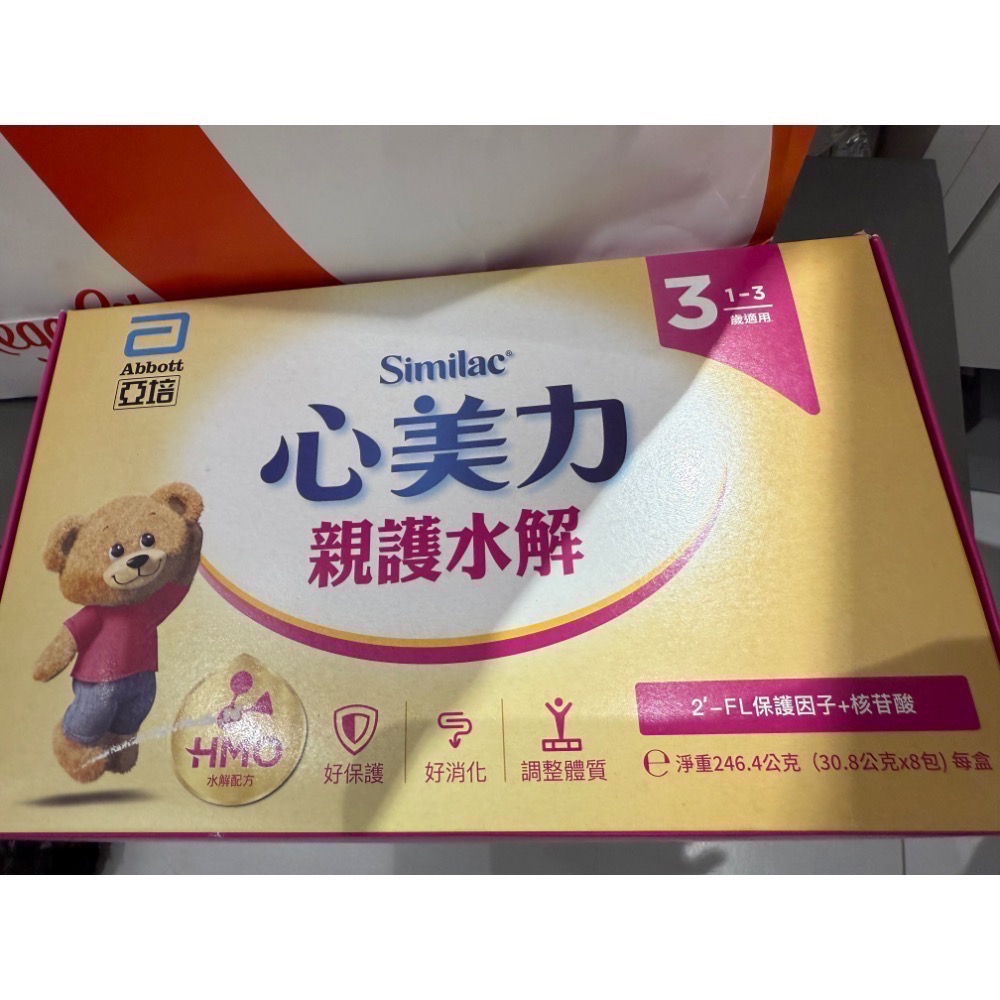 Abbott
亞培
3
1-3
歲適用
Similac®
心美力
親護水解
HMO
水解配方
好保護
好消化
調整體質
2'-FL保護因子+核苷酸
℮ 淨重246.4公克 (30.8公克x8包) 每盒